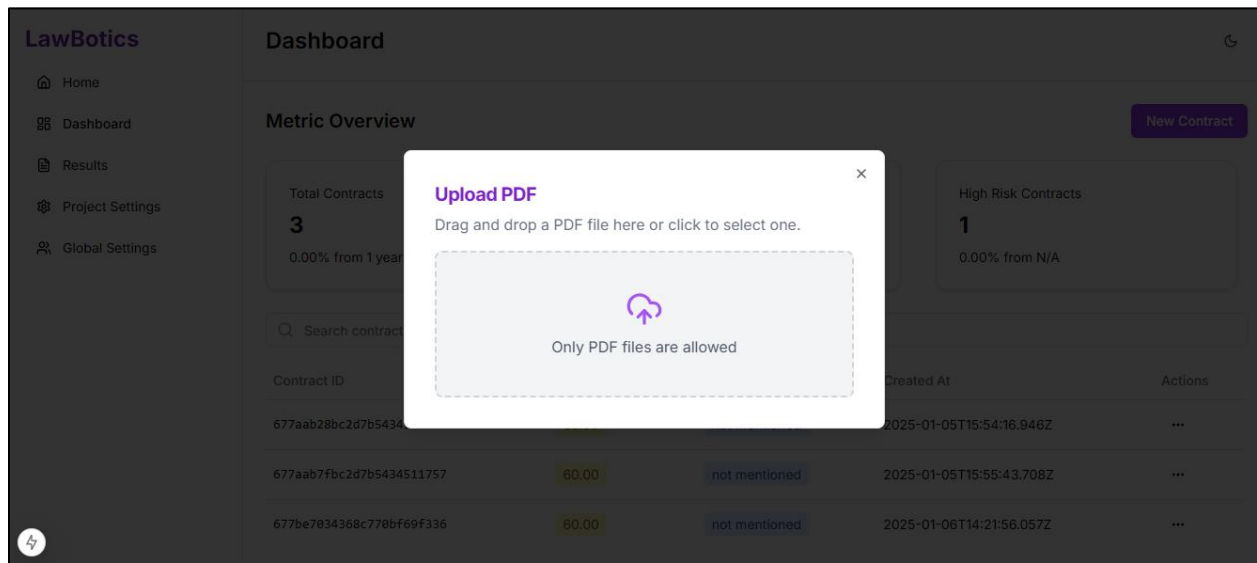 LawBotics
Dashboard
Home
Dashboard
Results
Project Settings
Global Settings
Metric Overview
New Contract
Total Contracts
3
0.00% from 1 year
High Risk Contracts
1
0.00% from N/A
Upload PDF
Drag and drop a PDF file here or click to select one.
Only PDF files are allowed
Search contract
Contract ID Created At Actions
677aab28bc2d7b5434 2025-01-05T15:54:16.946Z
677aab7fbc2d7b5434511757 60.00 not mentioned 2025-01-05T15:55:43.708Z
677be7034368c770bf69f336 60.00 not mentioned 2025-01-06T14:21:56.057Z